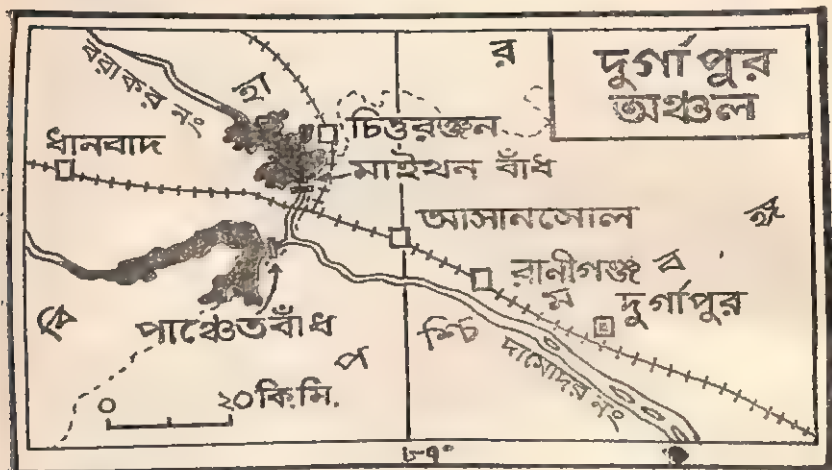 দুর্গাপুর
অঞ্চল
বরাকর নং
হা
র
ধানবাদ
চিত্তরঞ্জন
মাইথন বাঁধ
আসানসোল
রানীগঞ্জ
ব
ম
দুর্গাপুর
পাঞ্চেতবাঁধ
প
শ্চি
দামোদর নং
০
২০কি.মি.
৮৭°